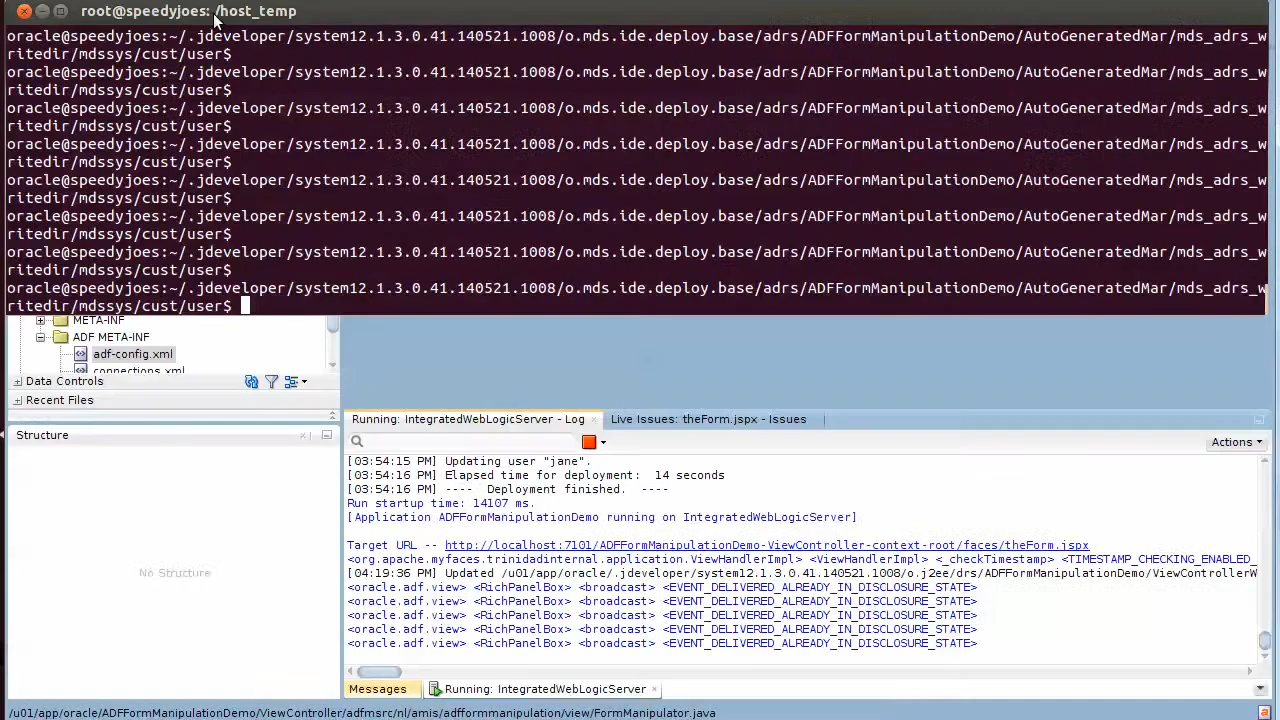 root@speedyjoes: /host_temp
oracle@speedyjoes:~/.jdeveloper/system12.1.3.0.41.140521.1008/o.mds.ide.deploy.base/adrs/ADFFormManipulationDemo/AutoGeneratedMar/mds_adrs_w
ritedir/mdssys/cust/user$
oracle@speedyjoes:~/.jdeveloper/system12.1.3.0.41.140521.1008/o.mds.ide.deploy.base/adrs/ADFFormManipulationDemo/AutoGeneratedMar/mds_adrs_w
ritedir/mdssys/cust/user$
oracle@speedyjoes:~/.jdeveloper/system12.1.3.0.41.140521.1008/o.mds.ide.deploy.base/adrs/ADFFormManipulationDemo/AutoGeneratedMar/mds_adrs_w
ritedir/mdssys/cust/user$
oracle@speedyjoes:~/.jdeveloper/system12.1.3.0.41.140521.1008/o.mds.ide.deploy.base/adrs/ADFFormManipulationDemo/AutoGeneratedMar/mds_adrs_w
ritedir/mdssys/cust/user$
oracle@speedyjoes:~/.jdeveloper/system12.1.3.0.41.140521.1008/o.mds.ide.deploy.base/adrs/ADFFormManipulationDemo/AutoGeneratedMar/mds_adrs_w
ritedir/mdssys/cust/user$
oracle@speedyjoes:~/.jdeveloper/system12.1.3.0.41.140521.1008/o.mds.ide.deploy.base/adrs/ADFFormManipulationDemo/AutoGeneratedMar/mds_adrs_w
ritedir/mdssys/cust/user$
oracle@speedyjoes:~/.jdeveloper/system12.1.3.0.41.140521.1008/o.mds.ide.deploy.base/adrs/ADFFormManipulationDemo/AutoGeneratedMar/mds_adrs_w
ritedir/mdssys/cust/user$
oracle@speedyjoes:~/.jdeveloper/system12.1.3.0.41.140521.1008/o.mds.ide.deploy.base/adrs/ADFFormManipulationDemo/AutoGeneratedMar/mds_adrs_w
ritedir/mdssys/cust/user$
META-INF
ADF META-INF
adf-config.xml
connections.xml
Data Controls
Recent Files
Structure
No Structure
Running: IntegratedWebLogicServer - Log
Live Issues: theForm.jspx - Issues
Actions
[03:54:15 PM] Updating user "jane".
[03:54:16 PM] Elapsed time for deployment:  14 seconds
[03:54:16 PM] ----  Deployment finished.  ----
Run startup time: 14107 ms.
[Application ADFFormManipulationDemo running on IntegratedWebLogicServer]
Target URL -- http://localhost:7101/ADFFormManipulationDemo-ViewController-context-root/faces/theForm.jspx
<org.apache.myfaces.trinidadinternal.application.ViewHandlerImpl> <ViewHandlerImpl> <_checkTimestamp> <TIMESTAMP_CHECKING_ENABLED_
[04:19:36 PM] Updated /u01/app/oracle/.jdeveloper/system12.1.3.0.41.140521.1008/o.j2ee/drs/ADFFormManipulationDemo/ViewControllerW
<oracle.adf.view> <RichPanelBox> <broadcast> <EVENT_DELIVERED_ALREADY_IN_DISCLOSURE_STATE>
<oracle.adf.view> <RichPanelBox> <broadcast> <EVENT_DELIVERED_ALREADY_IN_DISCLOSURE_STATE>
<oracle.adf.view> <RichPanelBox> <broadcast> <EVENT_DELIVERED_ALREADY_IN_DISCLOSURE_STATE>
<oracle.adf.view> <RichPanelBox> <broadcast> <EVENT_DELIVERED_ALREADY_IN_DISCLOSURE_STATE>
<oracle.adf.view> <RichPanelBox> <broadcast> <EVENT_DELIVERED_ALREADY_IN_DISCLOSURE_STATE>
Messages
Running: IntegratedWebLogicServer
/u01/app/oracle/ADFFormManipulationDemo/ViewController/adfmsrc/nl/amis/adfformmanipulation/view/FormManipulator.java